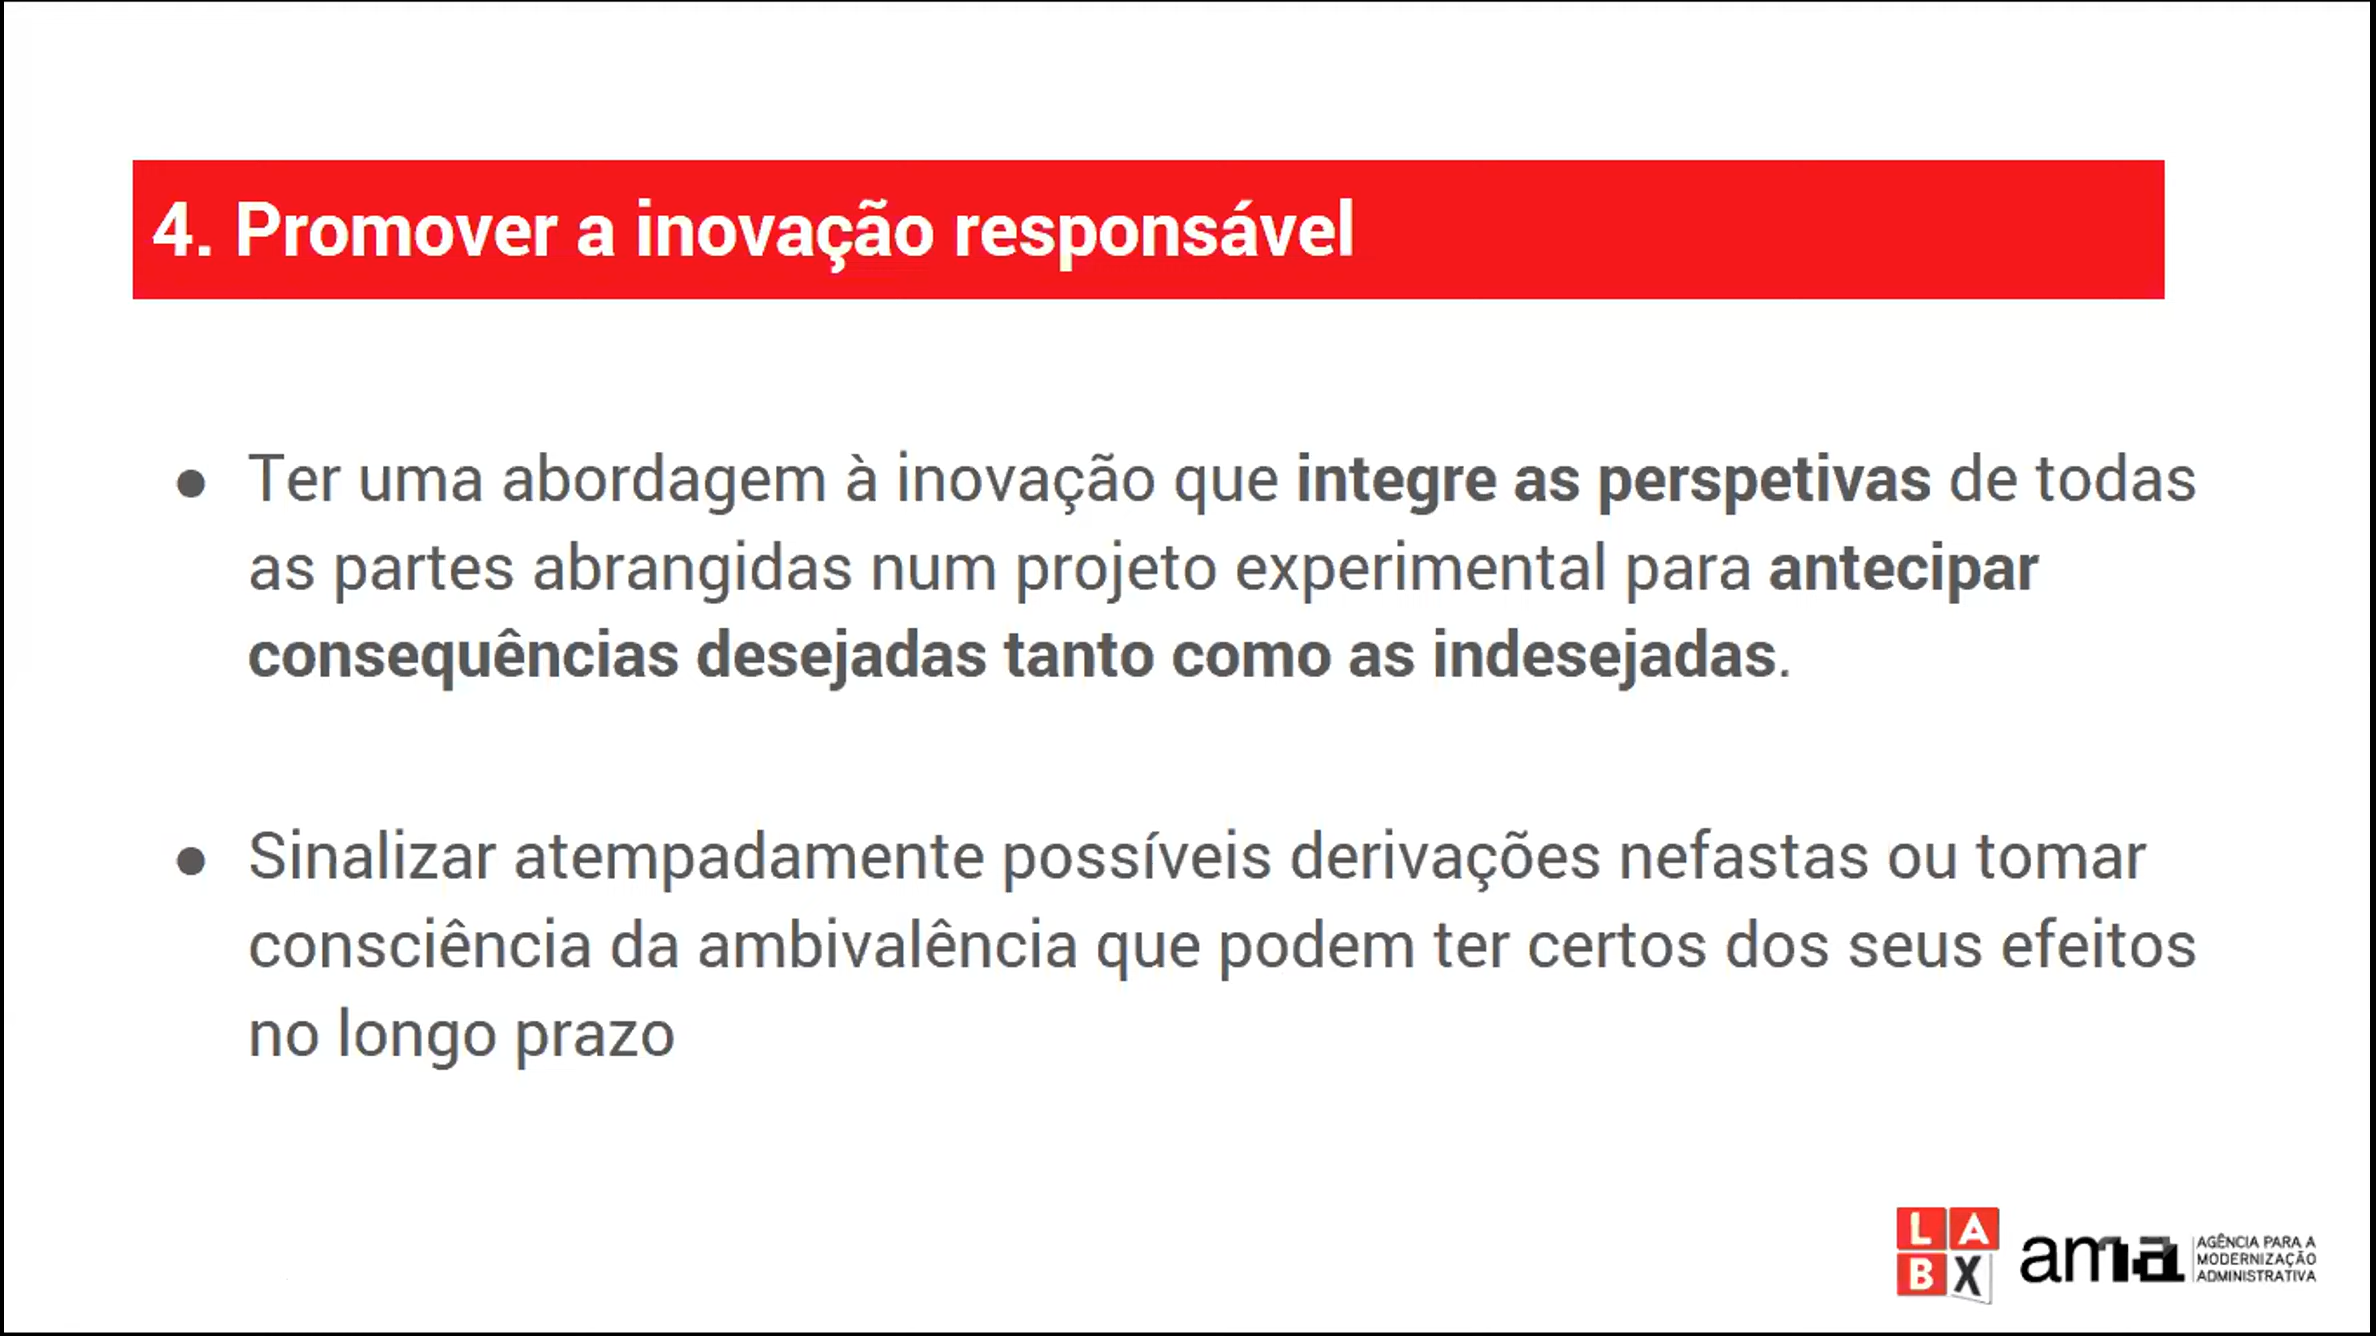 4. Promover a inovação responsável
● Ter uma abordagem à inovação que integre as perspetivas de todas
as partes abrangidas num projeto experimental para antecipar
consequências desejadas tanto como as indesejadas.
● Sinalizar atempadamente possíveis derivações nefastas ou tomar
consciência da ambivalência que podem ter certos dos seus efeitos
no longo prazo
LA
BX
ama
AGÊNCIA PARA A
MODERNIZAÇÃO
ADMINISTRATIVA